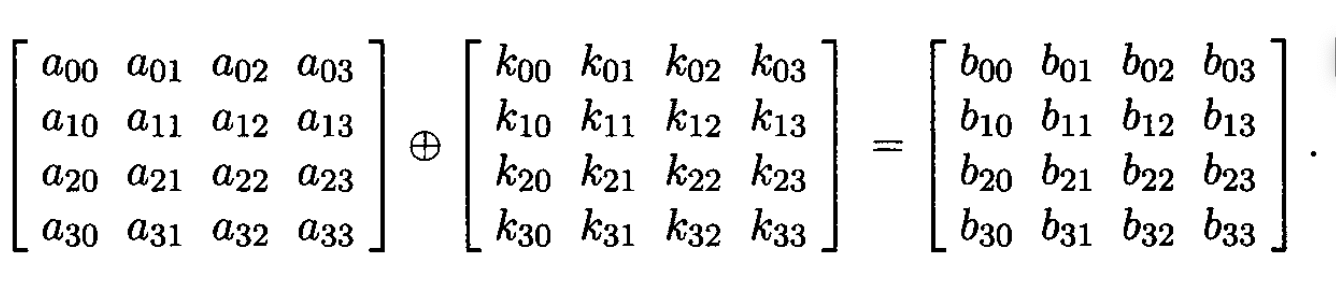 a₀₀ a₀₁ a₀₂ a₀₃ k₀₀ k₀₁ k₀₂ k₀₃ b₀₀ b₀₁ b₀₂ b₀₃
a₁₀ a₁₁ a₁₂ a₁₃ k₁₀ k₁₁ k₁₂ k₁₃ b₁₀ b₁₁ b₁₂ b₁₃
⊕ = .
a₂₀ a₂₁ a₂₂ a₂₃ k₂₀ k₂₁ k₂₂ k₂₃ b₂₀ b₂₁ b₂₂ b₂₃
a₃₀ a₃₁ a₃₂ a₃₃ k₃₀ k₃₁ k₃₂ k₃₃ b₃₀ b₃₁ b₃₂ b₃₃